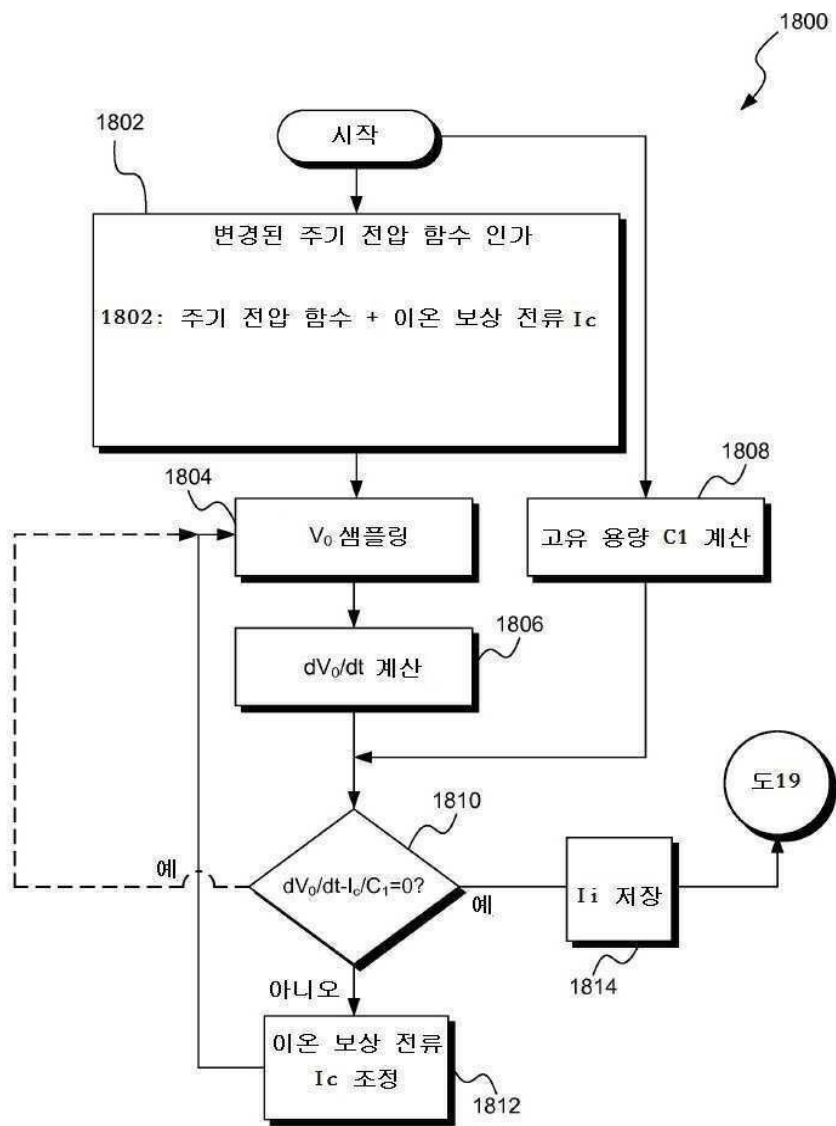 1800
1802
시작
변경된 주기 전압 함수 인가
1802: 주기 전압 함수 + 이온 보상 전류 Ic
1804
1808
V₀ 샘플링
고유 용량 C1 계산
1806
dV₀/dt 계산
도19
1810
예
dV₀/dt-I꜀/C₁=0?
예
Ii 저장
1814
아니오
이온 보상 전류
Ic 조정
1812